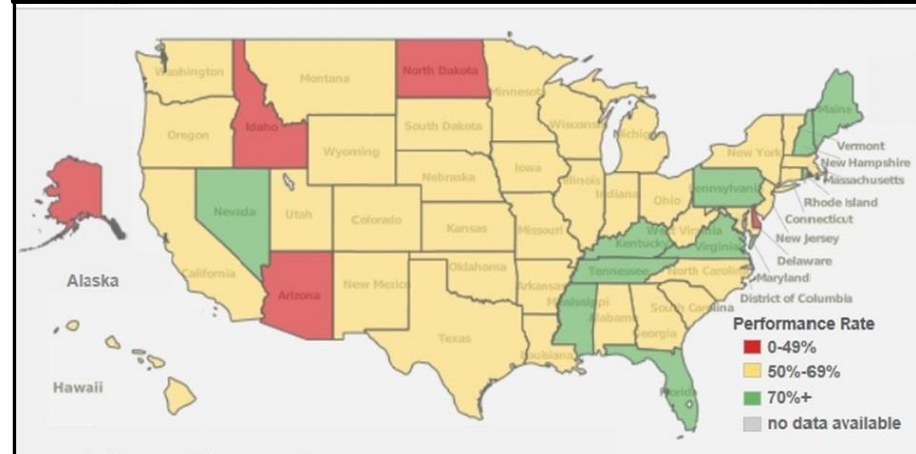 Washington
Montana
North Dakota
Minnesota
Oregon
Idaho
South Dakota
Wisconsin
Michigan
Maine
Wyoming
New York
Vermont
New Hampshire
Massachusetts
Rhode Island
Connecticut
New Jersey
Delaware
Maryland
District of Columbia
Nebraska
Iowa
Illinois
Indiana
Ohio
Pennsylvania
Nevada
Utah
Colorado
Kansas
Missouri
Kentucky
West Virginia
Virginia
California
Arizona
New Mexico
Oklahoma
Arkansas
Tennessee
North Carolina
South Carolina
Mississippi
Alabama
Georgia
Texas
Louisiana
Florida
Alaska
Hawaii
Performance Rate
0-49%
50%-69%
70%+
no data available